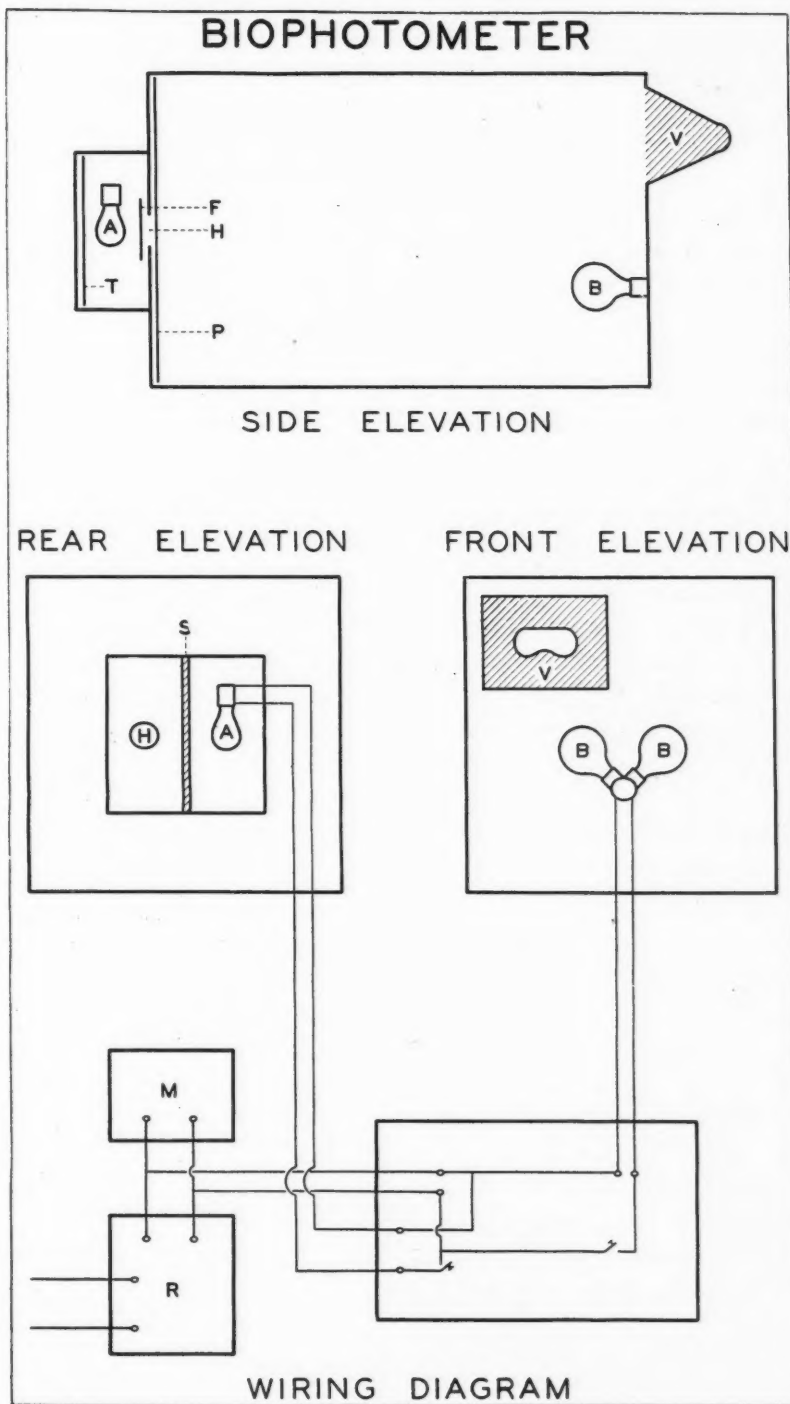 BIOPHOTOMETER
V
A
F
H
B
T
P
SIDE ELEVATION
REAR ELEVATION FRONT ELEVATION
S
V
H
A
B B
M
R
WIRING DIAGRAM